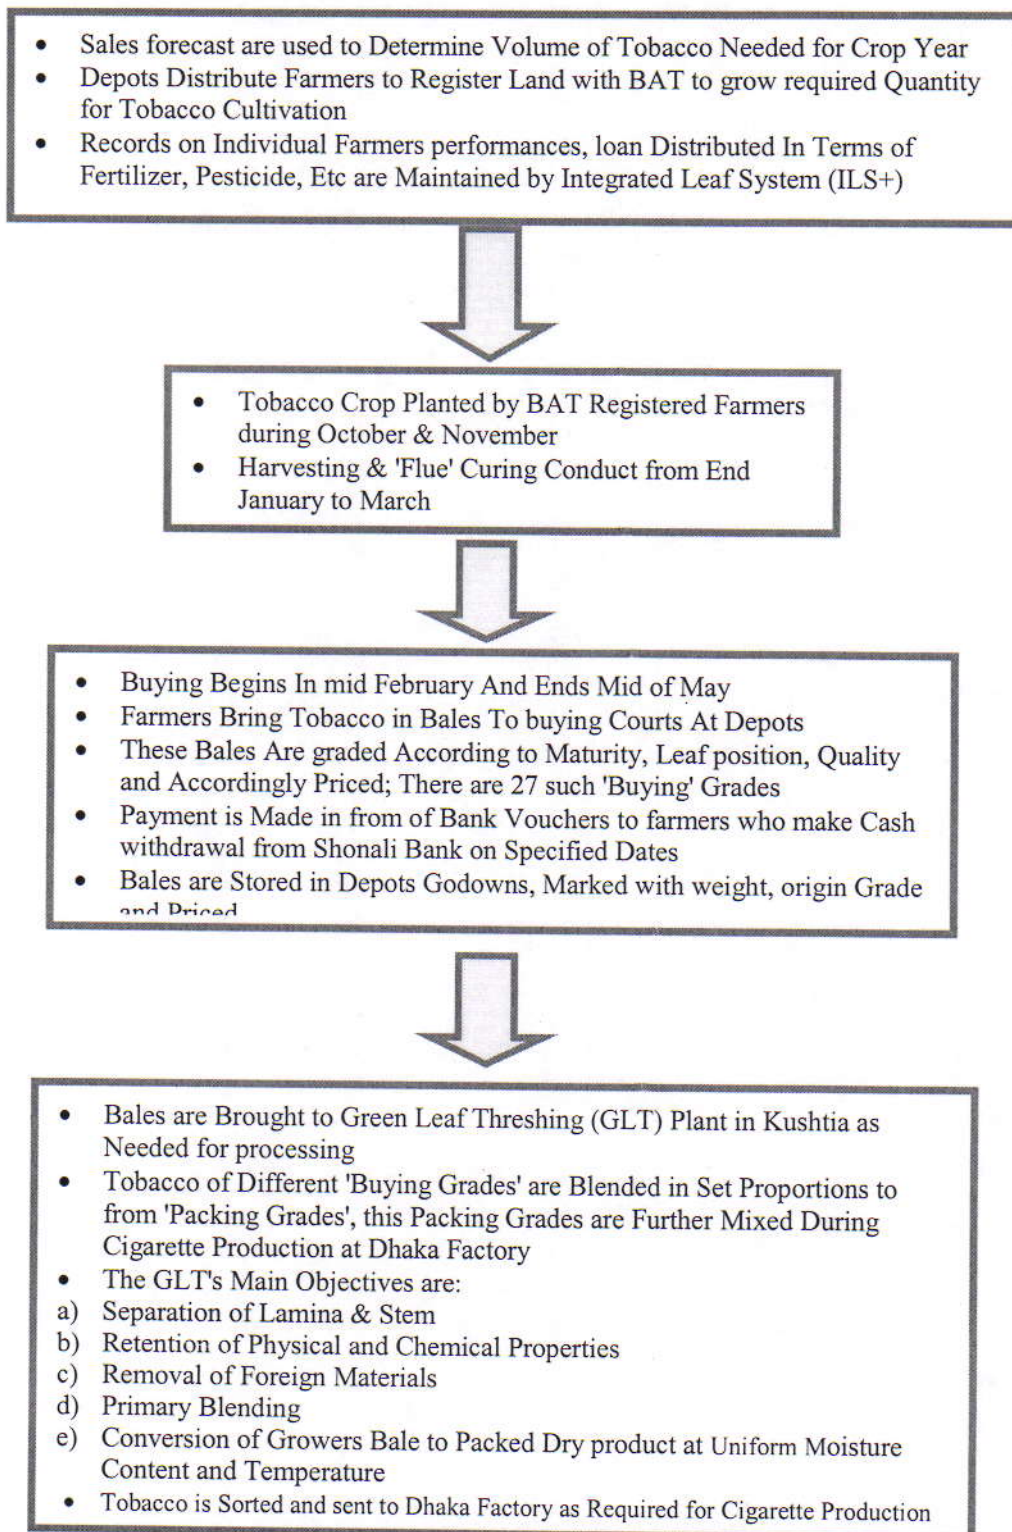 • Sales forecast are used to Determine Volume of Tobacco Needed for Crop Year
• Depots Distribute Farmers to Register Land with BAT to grow required Quantity
for Tobacco Cultivation
• Records on Individual Farmers performances, loan Distributed In Terms of
Fertilizer, Pesticide, Etc are Maintained by Integrated Leaf System (ILS+)
• Tobacco Crop Planted by BAT Registered Farmers
during October & November
• Harvesting & 'Flue' Curing Conduct from End
January to March
• Buying Begins In mid February And Ends Mid of May
• Farmers Bring Tobacco in Bales To buying Courts At Depots
• These Bales Are graded According to Maturity, Leaf position, Quality
and Accordingly Priced; There are 27 such 'Buying' Grades
• Payment is Made in from of Bank Vouchers to farmers who make Cash
withdrawal from Shonali Bank on Specified Dates
• Bales are Stored in Depots Godowns, Marked with weight, origin Grade
and Priced
• Bales are Brought to Green Leaf Threshing (GLT) Plant in Kushtia as
Needed for processing
• Tobacco of Different 'Buying Grades' are Blended in Set Proportions to
from 'Packing Grades', this Packing Grades are Further Mixed During
Cigarette Production at Dhaka Factory
• The GLT's Main Objectives are:
a) Separation of Lamina & Stem
b) Retention of Physical and Chemical Properties
c) Removal of Foreign Materials
d) Primary Blending
e) Conversion of Growers Bale to Packed Dry product at Uniform Moisture
Content and Temperature
• Tobacco is Sorted and sent to Dhaka Factory as Required for Cigarette Production